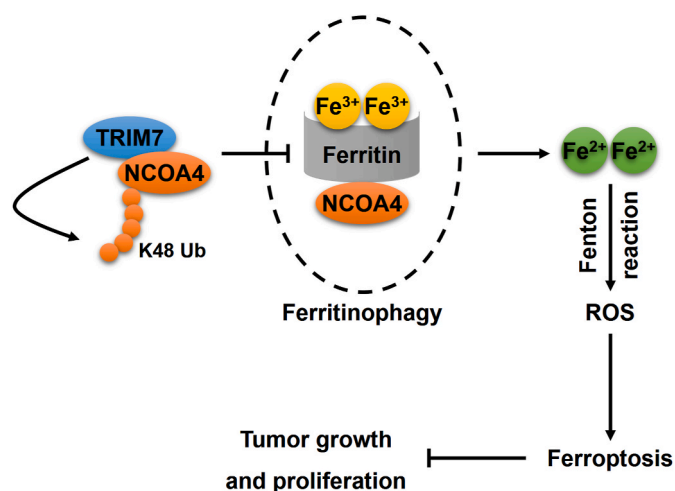 TRIM7
NCOA4
K48 Ub
Fe³⁺ Fe³⁺
Ferritin
NCOA4
Ferritinophagy
Fe²⁺ Fe²⁺
Fenton
reaction
ROS
Ferroptosis
Tumor growth
and proliferation